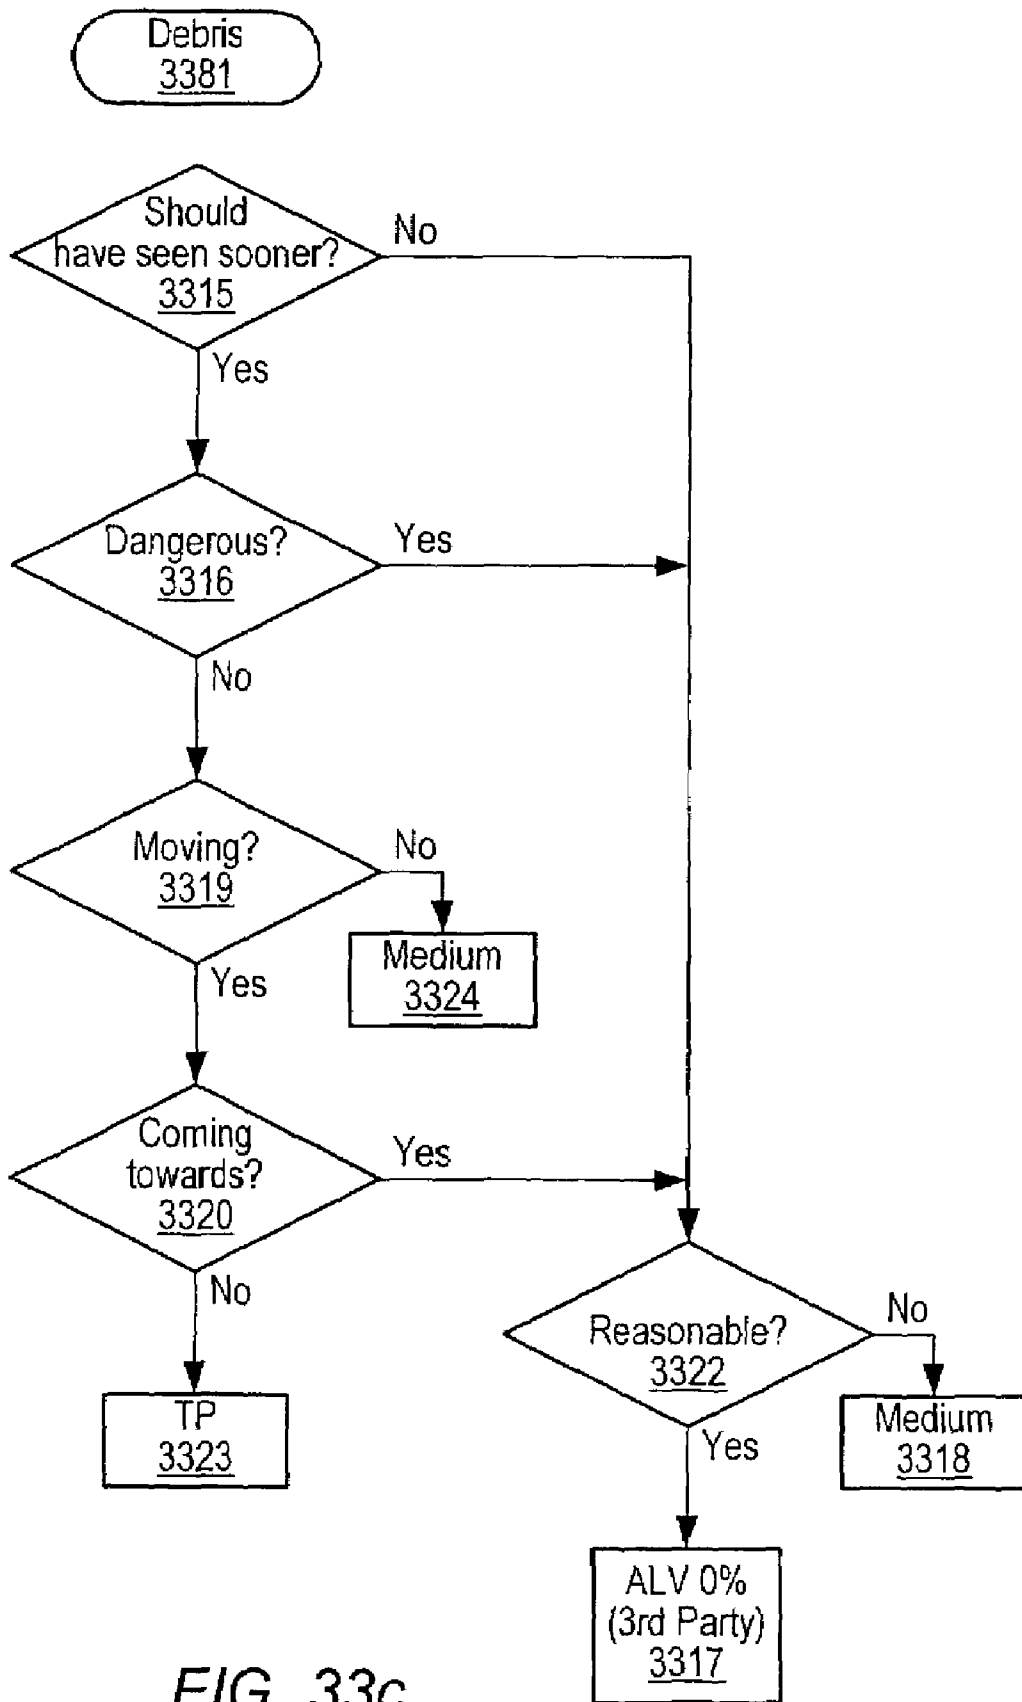 Debris
3381
Should
have seen sooner?
3315
No
Yes
Dangerous?
3316
Yes
No
Moving?
3319
No
Medium
3324
Yes
Coming
towards?
3320
Yes
No
TP
3323
Reasonable?
3322
No
Medium
3318
Yes
ALV 0%
(3rd Party)
3317
FIG. 33c